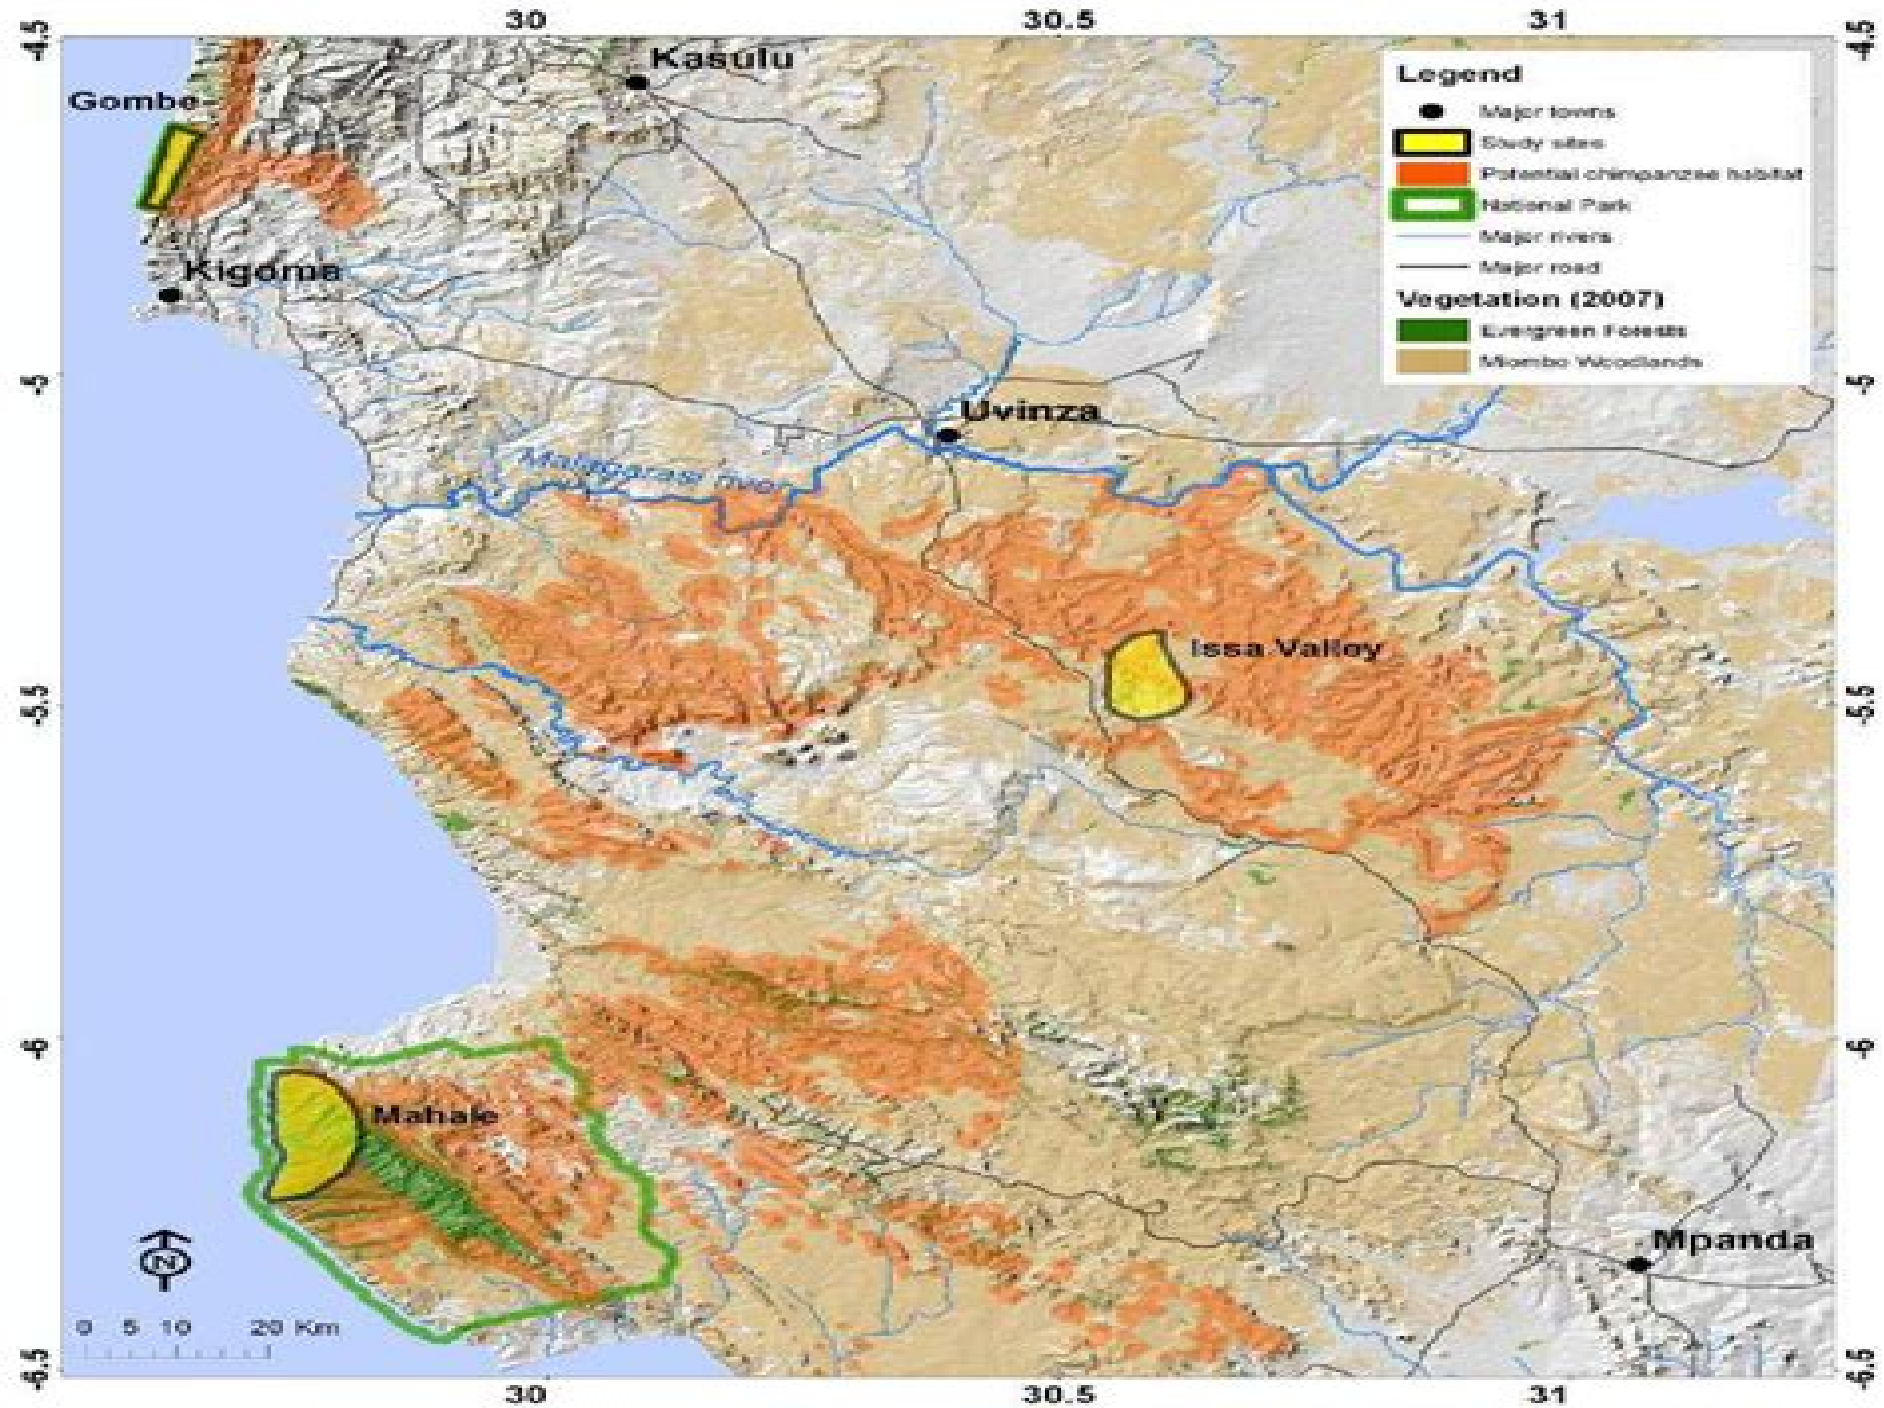 30 30.5 31
-4.5 -4.5
Kasulu
Gombe
Legend
Major towns
Study sites
Potential chimpanzee habitat
National Park
Major rivers
Major road
Vegetation (2007)
Evergreen Forests
Miombo Woodlands
Kigoma
-5 -5
Uvinza
Malagarasi river
Issa Valley
-5.5 -5.5
-6 -6
Mahale
Mpanda
N
0 5 10 20 Km
-6.5 -6.5
30 30.5 31